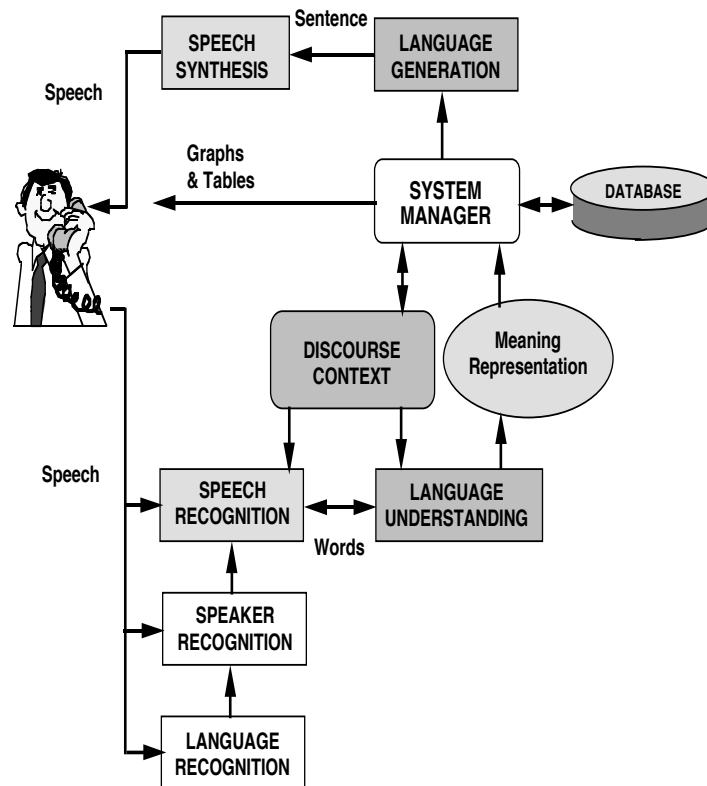 Sentence
SPEECH
SYNTHESIS
LANGUAGE
GENERATION
Speech
Graphs
& Tables
SYSTEM
MANAGER
DATABASE
DISCOURSE
CONTEXT
Meaning
Representation
Speech
SPEECH
RECOGNITION
LANGUAGE
UNDERSTANDING
Words
SPEAKER
RECOGNITION
LANGUAGE
RECOGNITION